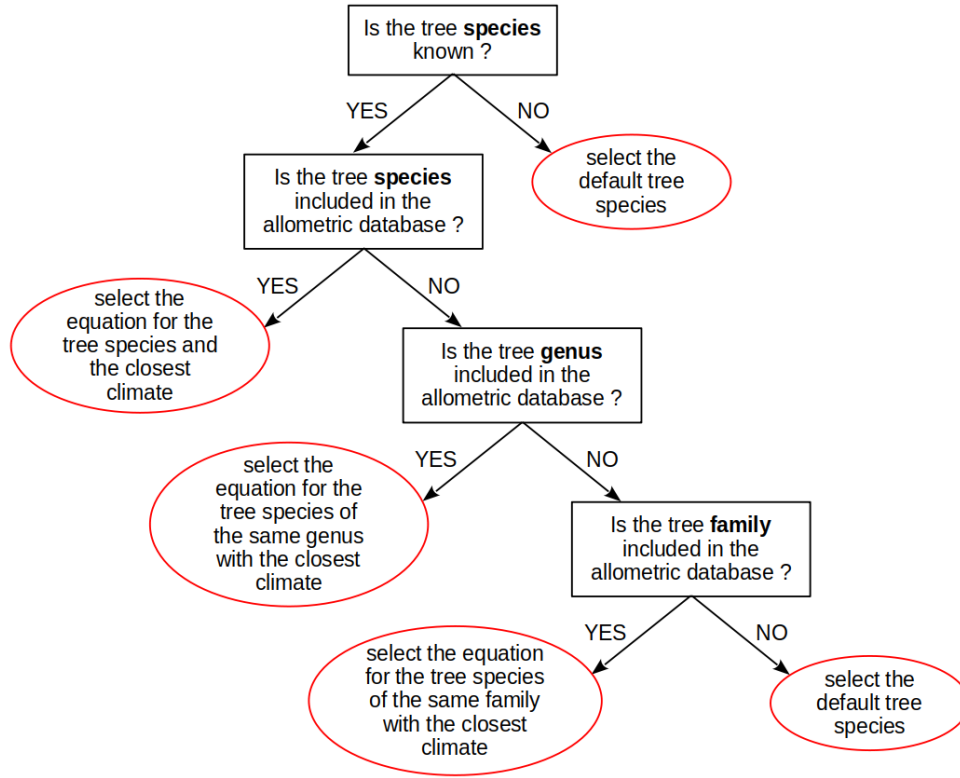 Is the tree species
known ?
YES
NO
select the
default tree
species
Is the tree species
included in the
allometric database ?
YES
NO
select the
equation for the
tree species and
the closest
climate
Is the tree genus
included in the
allometric database ?
YES
NO
select the
equation for the
tree species of
the same genus
with the closest
climate
Is the tree family
included in the
allometric database ?
YES
NO
select the equation
for the tree species
of the same family
with the closest
climate
select the
default tree
species